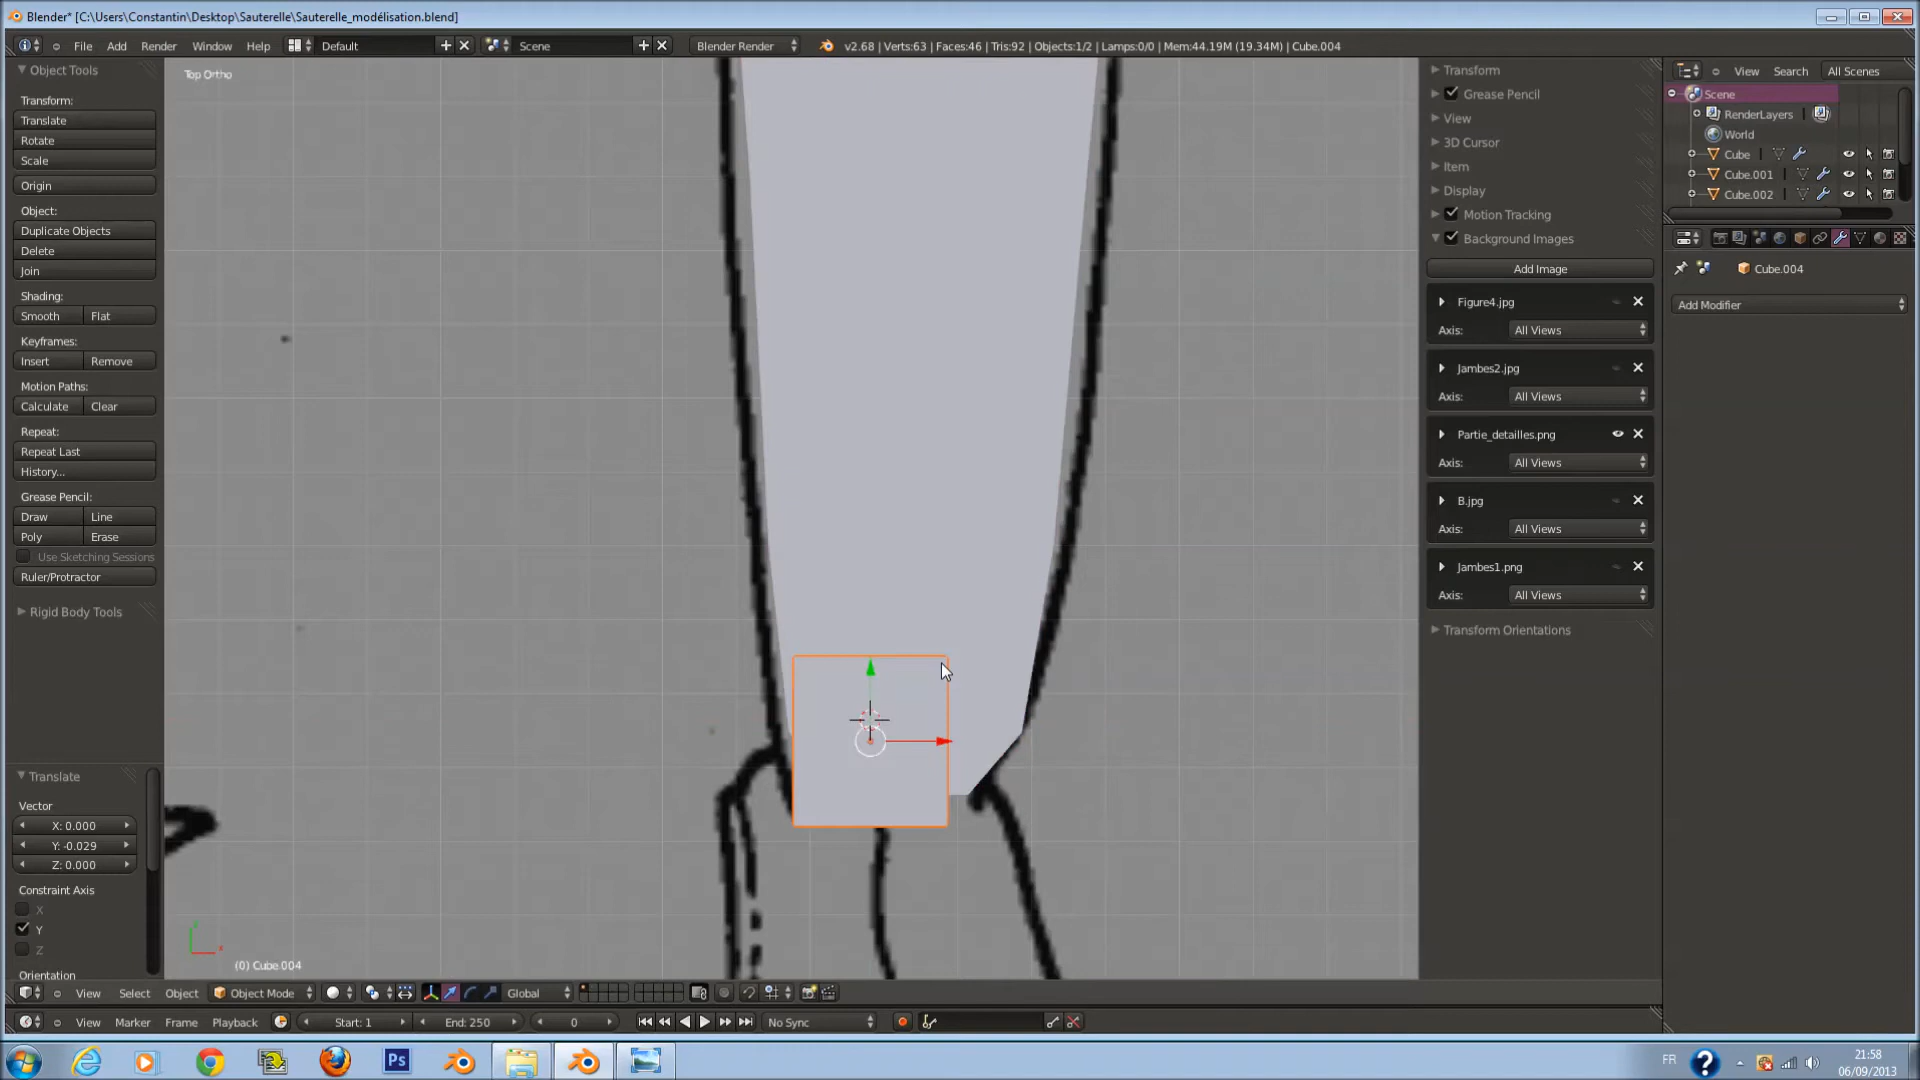 Blender* [C:\Users\Constantin\Desktop\Sauterelle\Sauterelle_modélisation.blend]
File Add Render Window Help Default Scene Blender Render v2.68 | Verts:63 | Faces:46 | Tris:92 | Objects:1/2 | Lamps:0/0 | Mem:44.19M (19.34M) | Cube.004
Object Tools
Top Ortho
Transform:
Translate
Rotate
Scale
Origin
Object:
Duplicate Objects
Delete
Join
Shading:
Smooth Flat
Keyframes:
Insert Remove
Motion Paths:
Calculate Clear
Repeat:
Repeat Last
History...
Grease Pencil:
Draw Line
Poly Erase
Use Sketching Sessions
Ruler/Protractor
Rigid Body Tools
Translate
Vector
X: 0.000
Y: -0.029
Z: 0.000
Constraint Axis
X
Y
Z
Orientation
(0) Cube.004
Transform
Grease Pencil
View
3D Cursor
Item
Display
Motion Tracking
Background Images
Add Image
Figure4.jpg
Axis: All Views
Jambes2.jpg
Axis: All Views
Partie_detailles.png
Axis: All Views
B.jpg
Axis: All Views
Jambes1.png
Axis: All Views
Transform Orientations
View Search All Scenes
Scene
RenderLayers
World
Cube
Cube.001
Cube.002
Cube.004
Add Modifier
View Select Object Object Mode Global
View Marker Frame Playback Start: 1 End: 250 0 No Sync
Ps
FR
21:58
06/09/2013